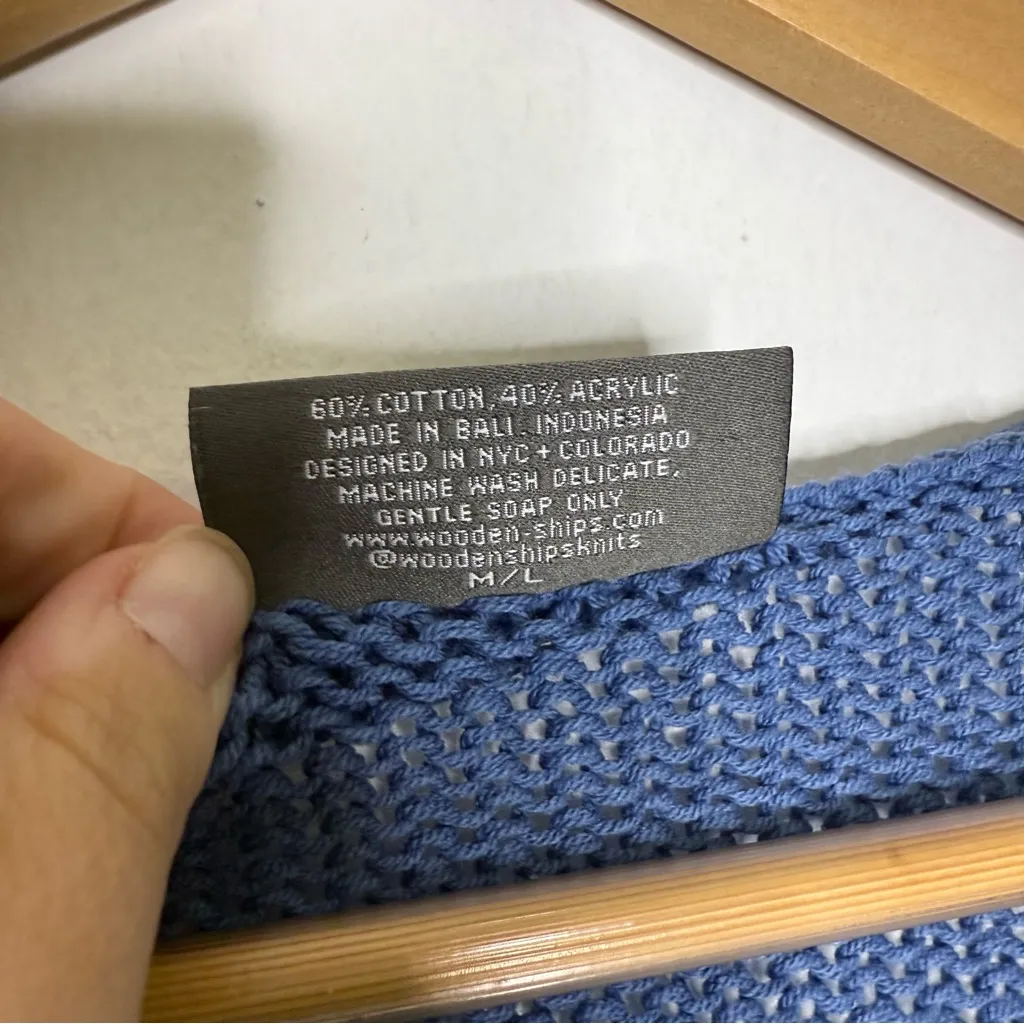 60% COTTON, 40% ACRYLIC
MADE IN BALI, INDONESIA
DESIGNED IN NYC + COLORADO
MACHINE WASH DELICATE,
GENTLE SOAP ONLY
www.wooden-ships.com
@woodenshipsknits
M/L